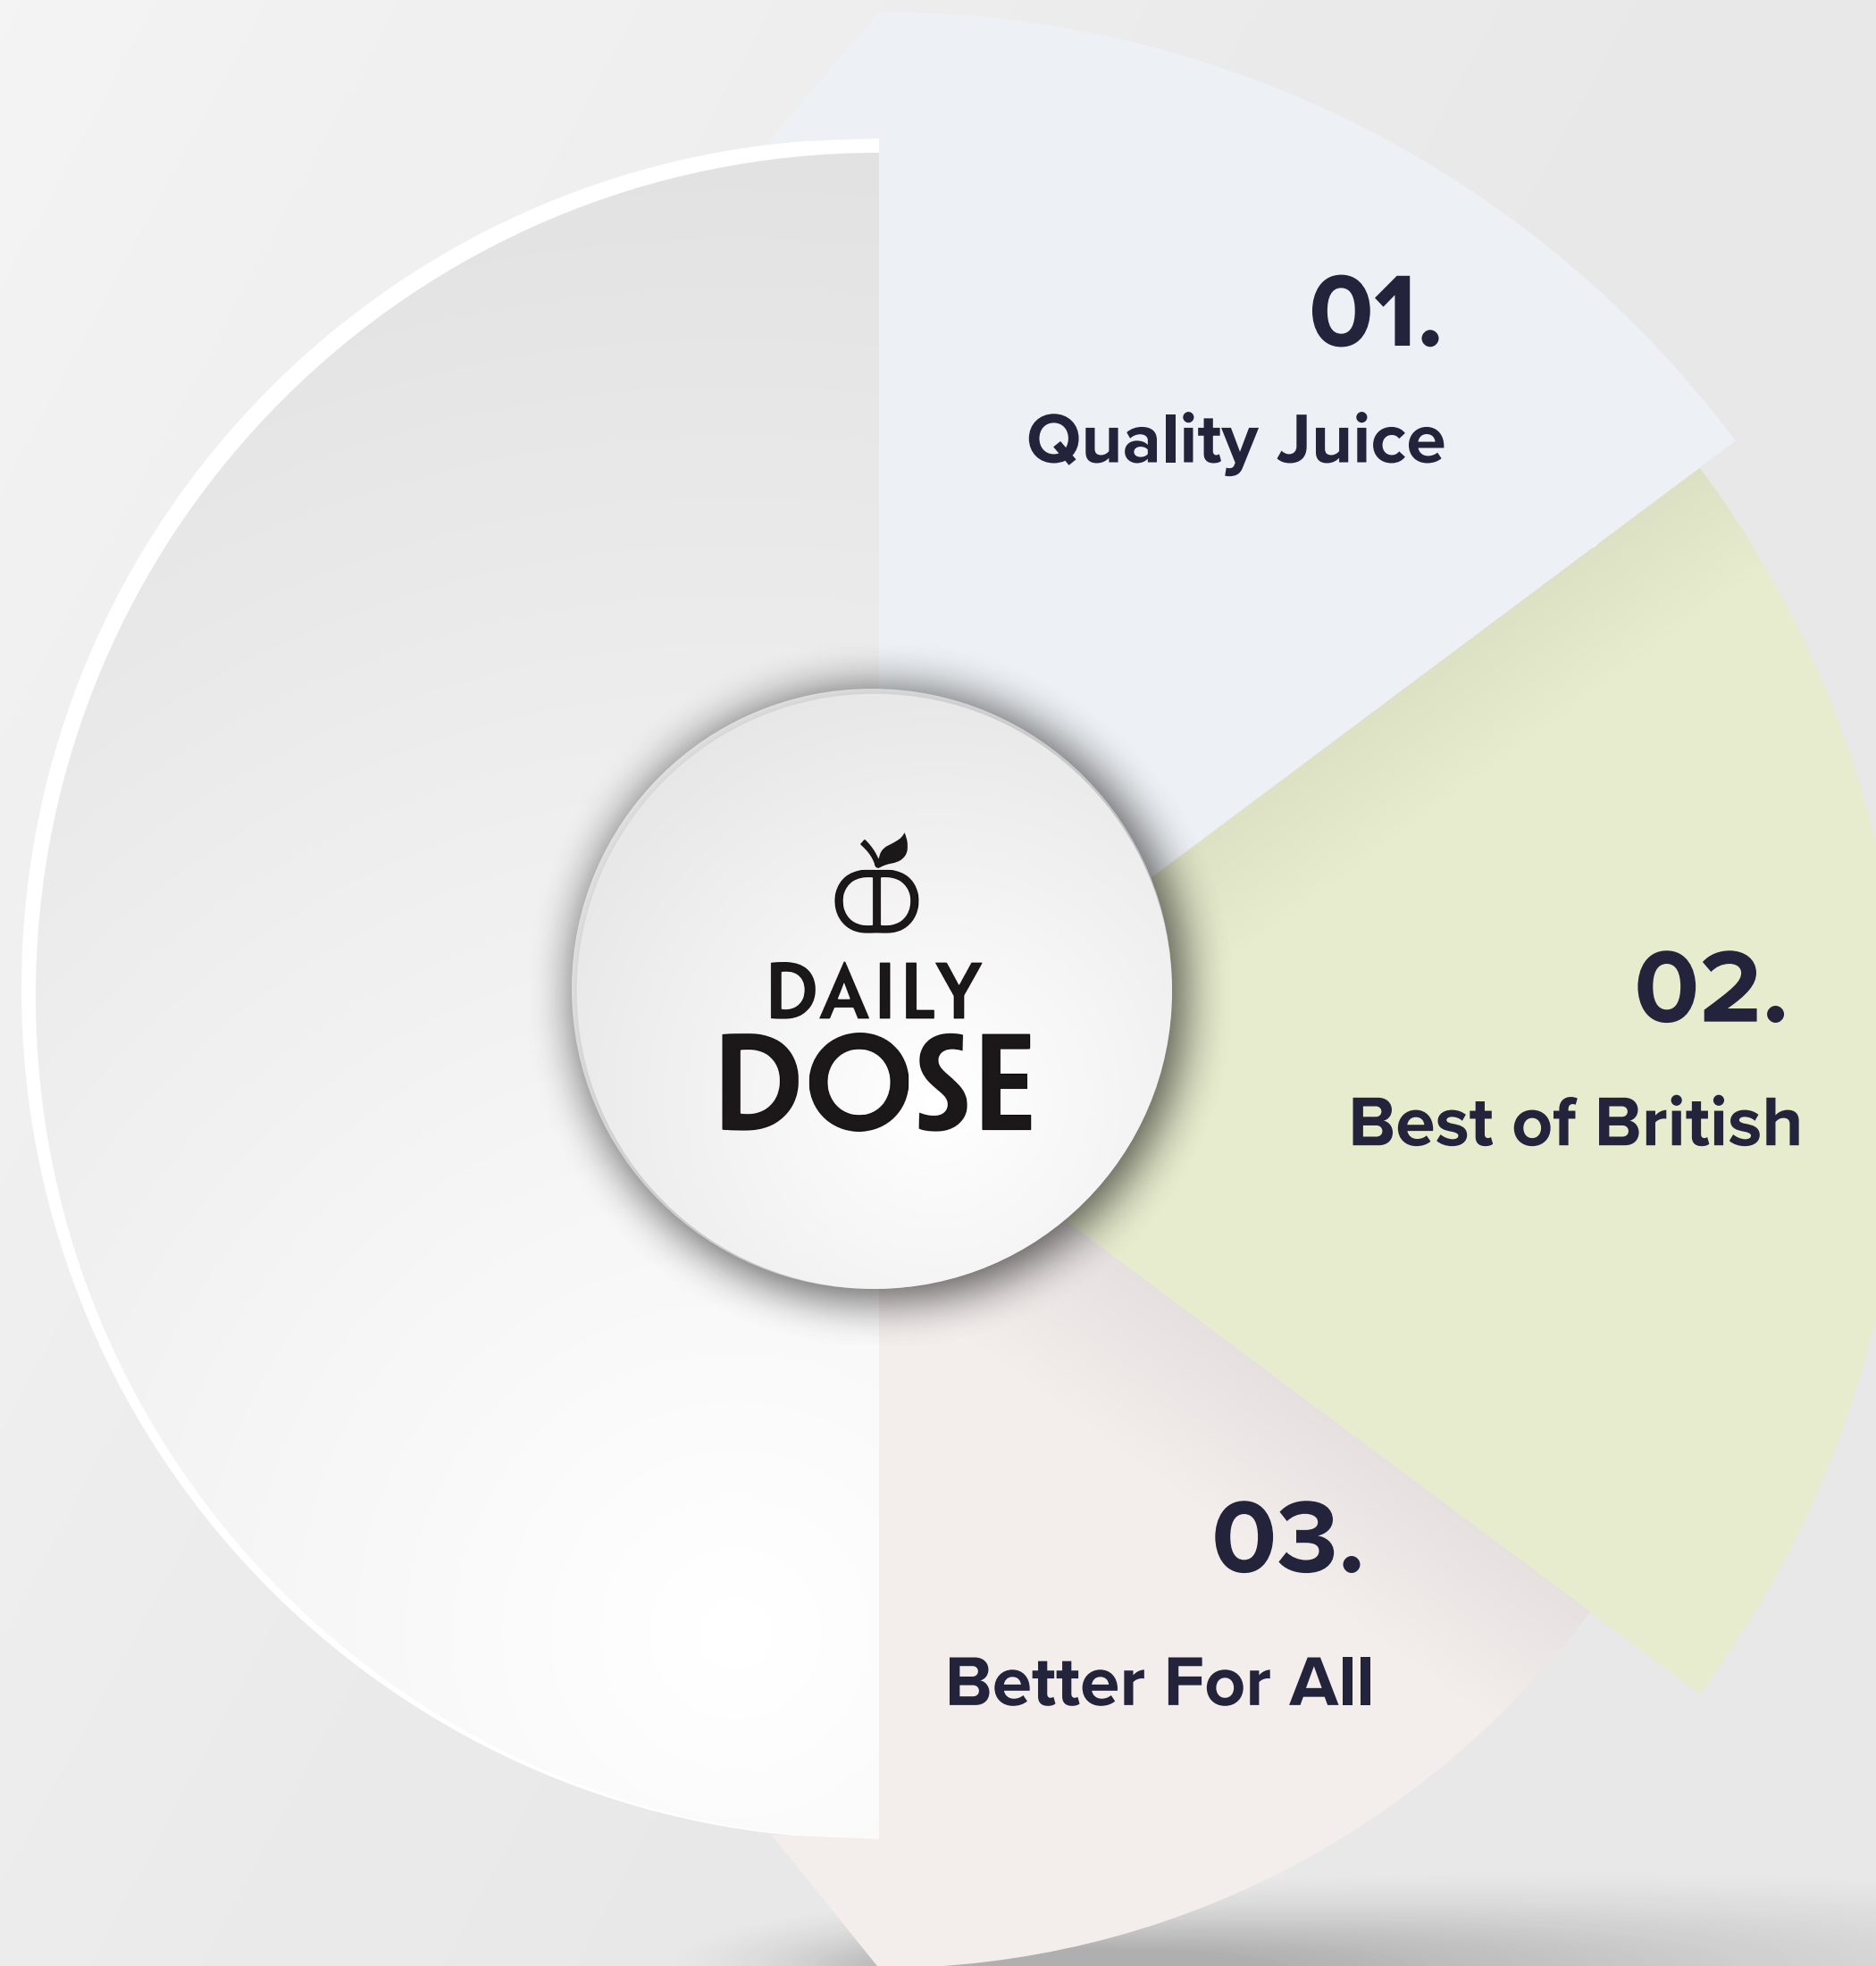 01.
Quality Juice
DAILY
DOSE
02.
Best of British
03.
Better For All